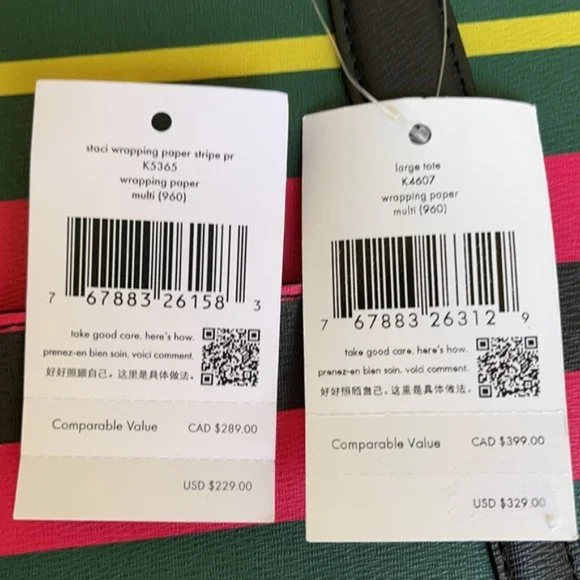 staci wrapping paper stripe pr
K5365
wrapping paper
multi (960)
7 67883 26158 3
take good care. here's how.
prenez-en bien soin. voici comment.
好好照顾自己。这里是具体做法。
Comparable Value CAD $289.00
USD $229.00
large tote
K4607
wrapping paper
multi (960)
7 67883 26312 9
take good care. here's how.
prenez-en bien soin. voici comment.
好好照顾自己。这里是具体做法。
Comparable Value CAD $399.00
USD $329.00